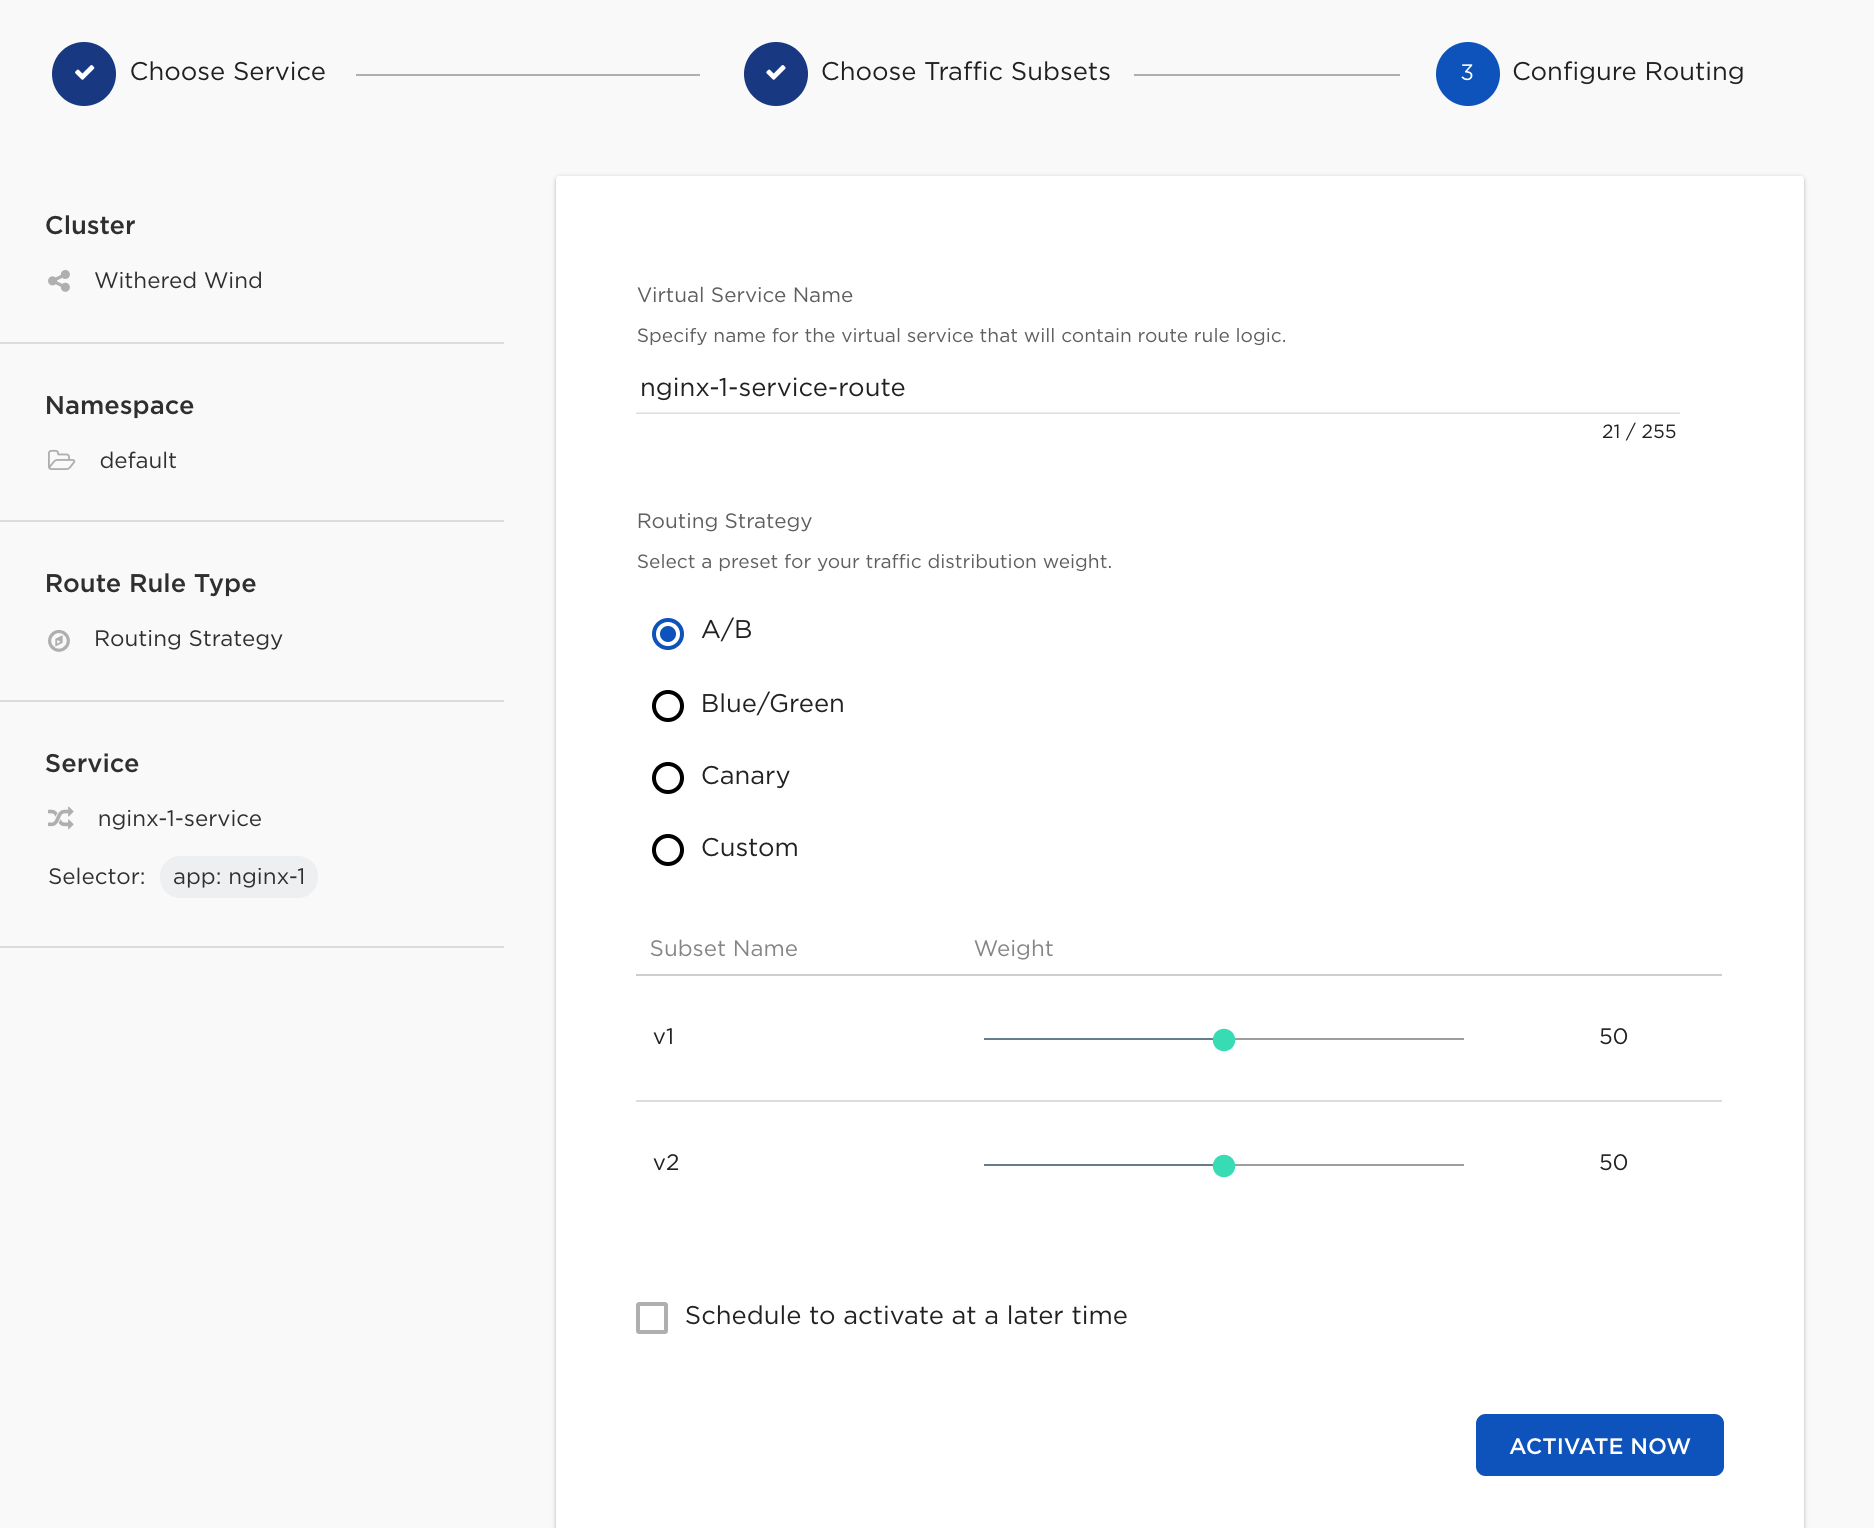 Choose Service
Choose Traffic Subsets
3 Configure Routing
Cluster
Withered Wind
Namespace
default
Route Rule Type
Routing Strategy
Service
nginx-1-service
Selector: app: nginx-1
Virtual Service Name
Specify name for the virtual service that will contain route rule logic.
nginx-1-service-route
21 / 255
Routing Strategy
Select a preset for your traffic distribution weight.
A/B
Blue/Green
Canary
Custom
Subset Name Weight
v1 50
v2 50
Schedule to activate at a later time
ACTIVATE NOW